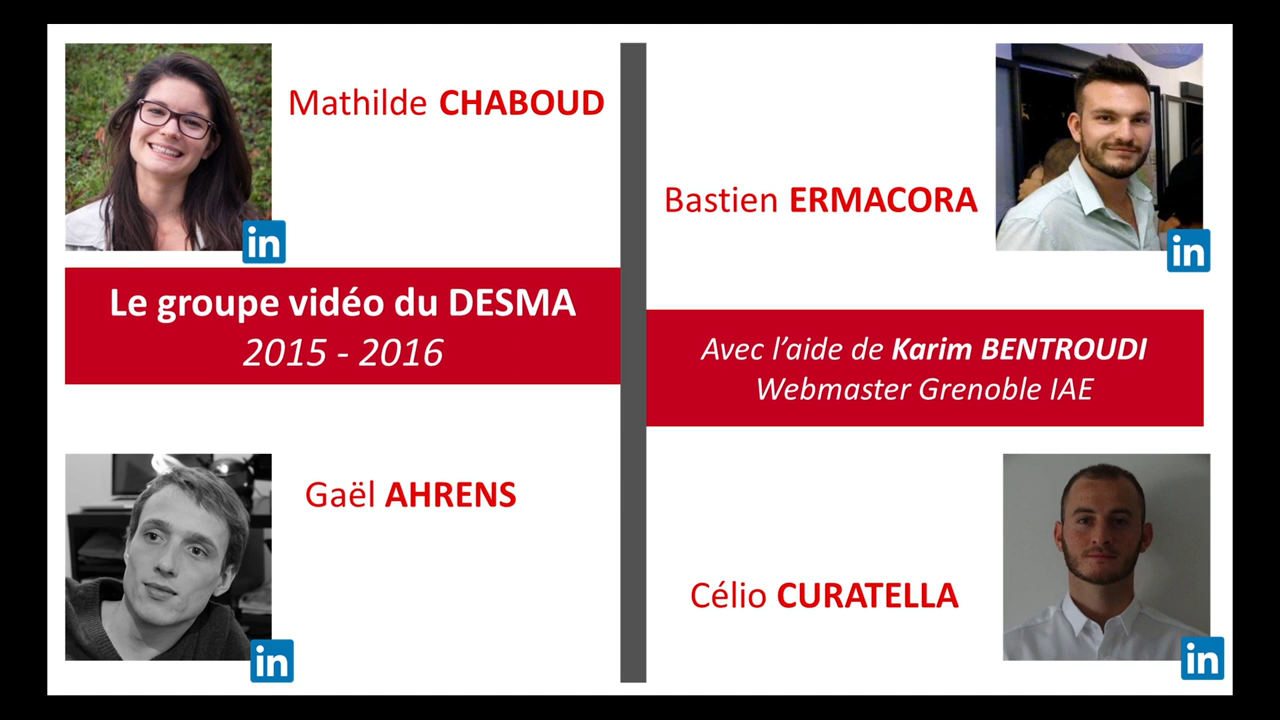 Mathilde CHABOUD
in
Le groupe vidéo du DESMA
2015 - 2016
Gaël AHRENS
in
Bastien ERMACORA
in
Avec l’aide de Karim BENTROUDI
Webmaster Grenoble IAE
Célio CURATELLA
in